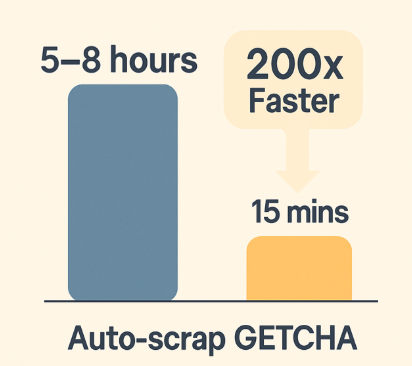 5–8 hours
200x
Faster
15 mins
Auto-scrap GETCHA